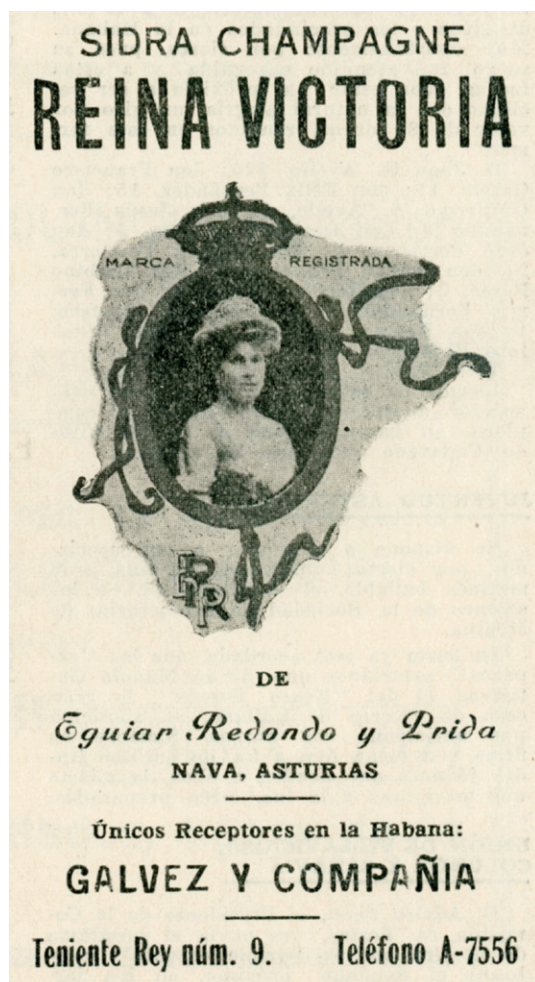 SIDRA CHAMPAGNE
REINA VICTORIA
MARCA REGISTRADA
DE
Eguiar Redondo y Prida
NAVA, ASTURIAS
Únicos Receptores en la Habana:
GALVEZ Y COMPAÑIA
Teniente Rey núm. 9. Teléfono A-7556